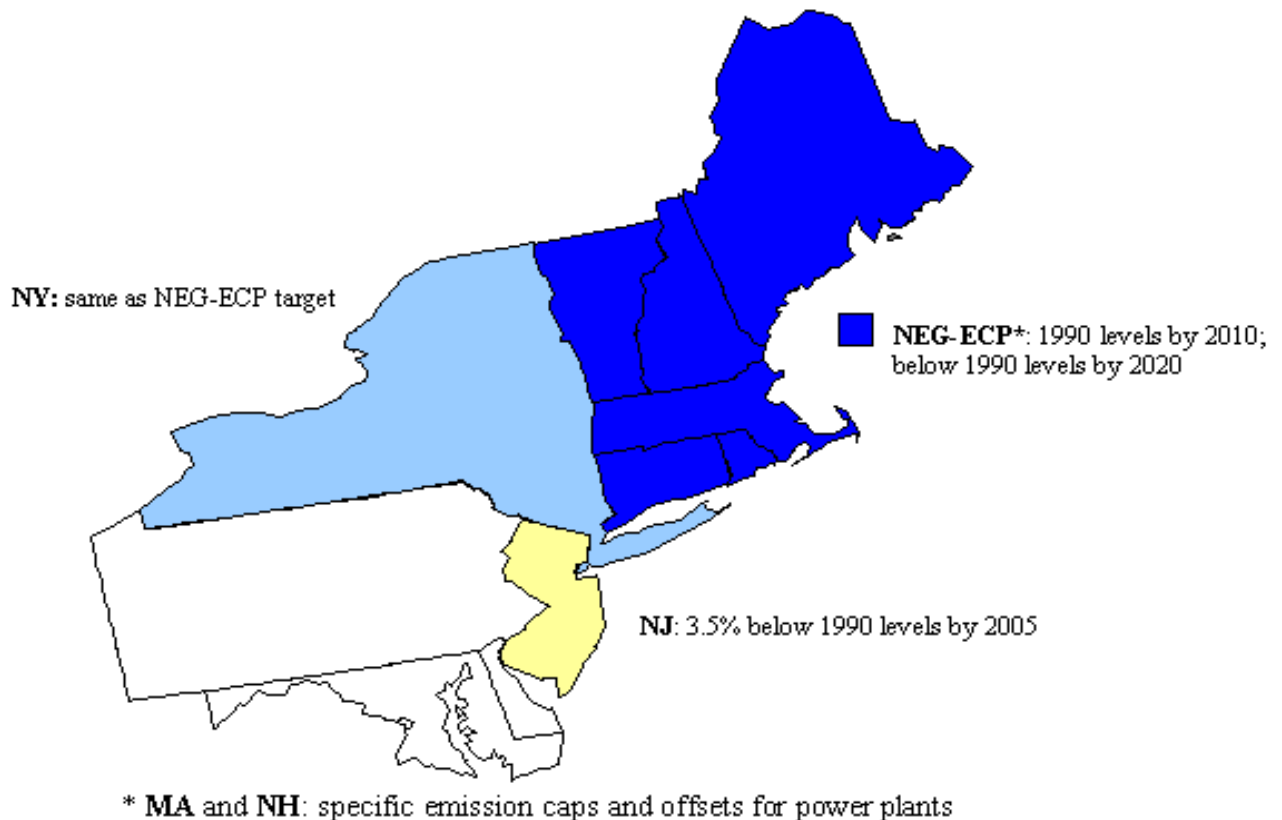 NY: same as NEG-ECP target
NEG-ECP*: 1990 levels by 2010;
below 1990 levels by 2020
NJ: 3.5% below 1990 levels by 2005
* MA and NH: specific emission caps and offsets for power plants